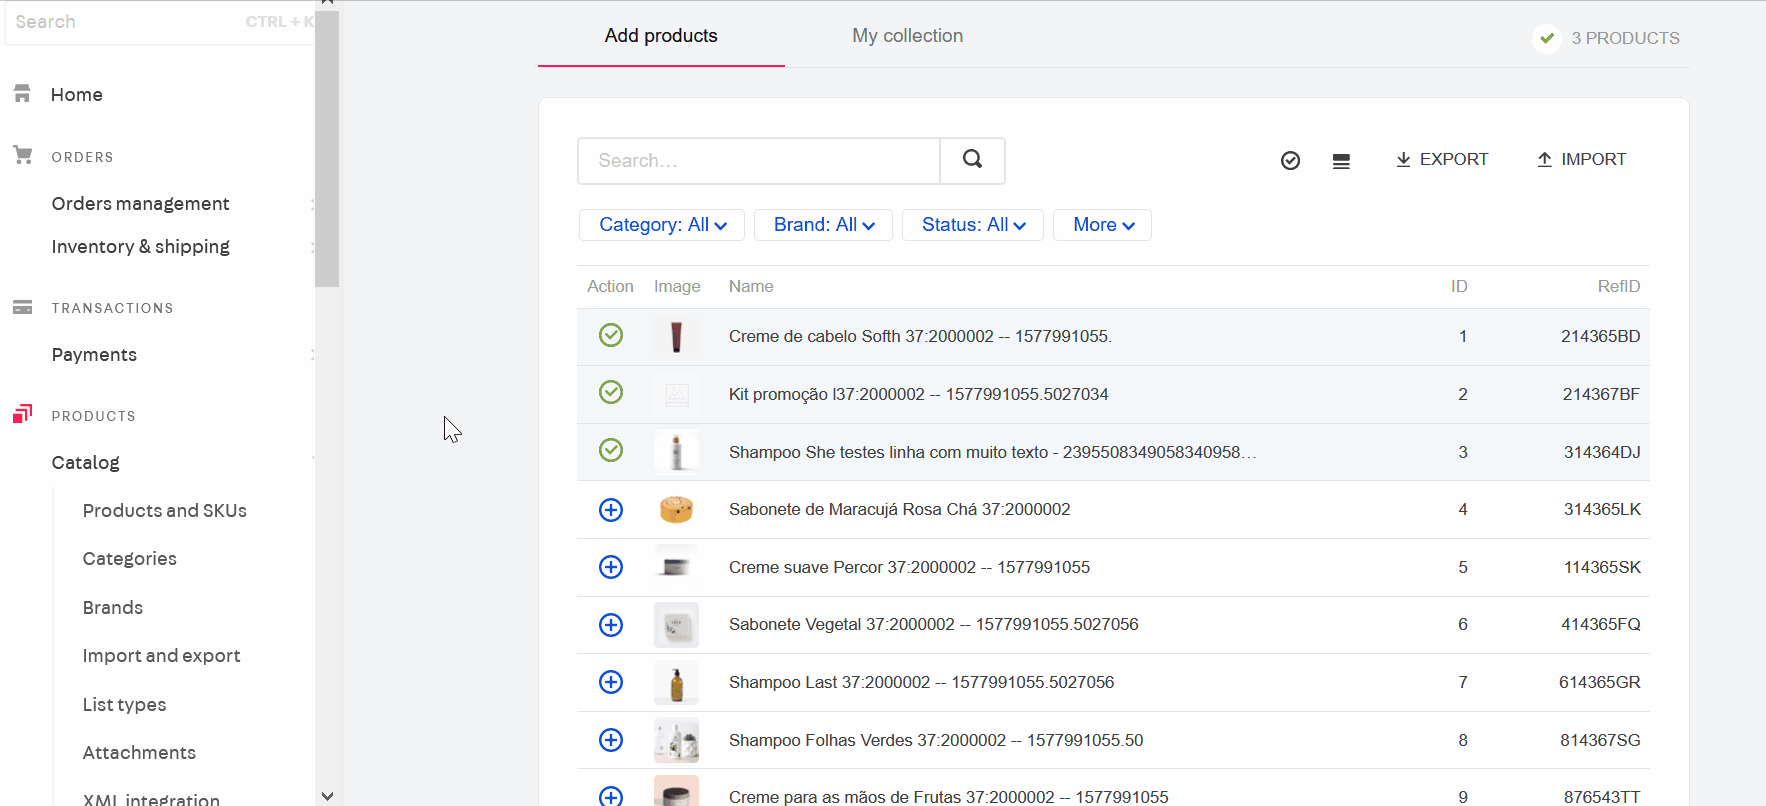 Search CTRL + K
Home
ORDERS
Orders management
Inventory & shipping
TRANSACTIONS
Payments
PRODUCTS
Catalog
Products and SKUs
Categories
Brands
Import and export
List types
Attachments
XML integration
Add products My collection 3 PRODUCTS
Search... EXPORT IMPORT
Category: All Brand: All Status: All More
Action Image Name ID RefID
Creme de cabelo Softh 37:2000002 -- 1577991055. 1 214365BD
Kit promoção l37:2000002 -- 1577991055.5027034 2 214367BF
Shampoo She testes linha com muito texto - 2395508349058340958... 3 314364DJ
Sabonete de Maracujá Rosa Chá 37:2000002 4 314365LK
Creme suave Percor 37:2000002 -- 1577991055 5 114365SK
Sabonete Vegetal 37:2000002 -- 1577991055.5027056 6 414365FQ
Shampoo Last 37:2000002 -- 1577991055.5027056 7 614365GR
Shampoo Folhas Verdes 37:2000002 -- 1577991055.50 8 814367SG
Creme para as mãos de Frutas 37:2000002 -- 1577991055 9 876543TT